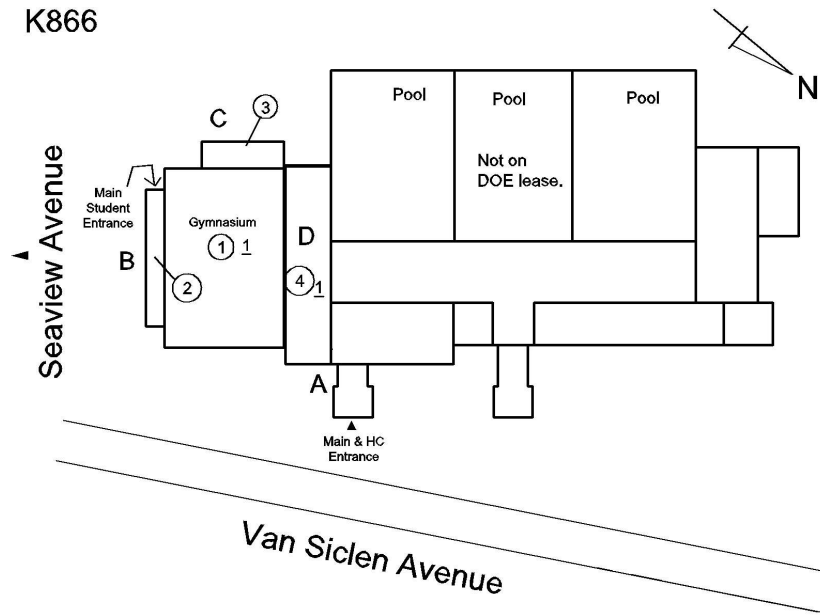 K866
N
Pool
Pool
Pool
Not on
DOE lease.
C
3
Main
Student
Entrance
Gymnasium
1 1
D
B
2
4 1
Seaview Avenue
A
Main & HC
Entrance
Van Siclen Avenue